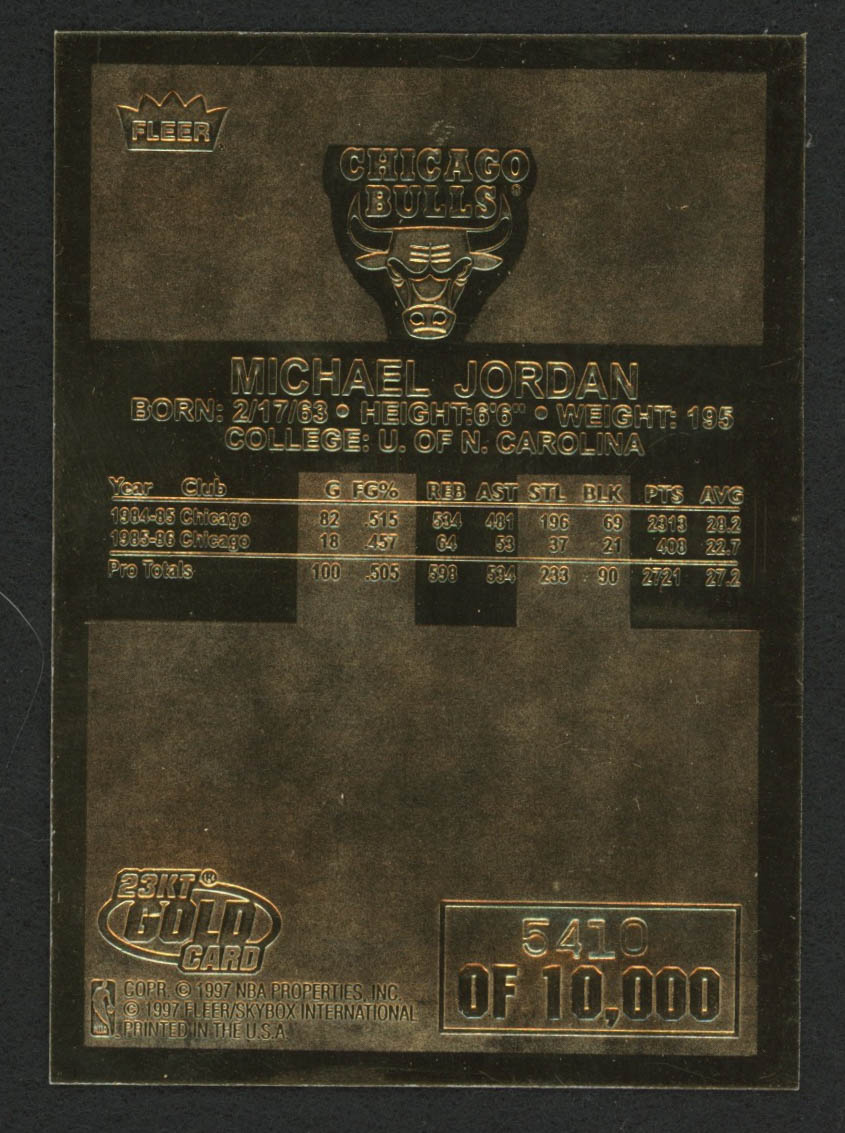 FLEER
CHICAGO
BULLS®
MICHAEL JORDAN
BORN: 2/17/63 • HEIGHT:6'6" • WEIGHT: 195
COLLEGE: U. OF N. CAROLINA
Year Club G FG% REB AST STL BLK PTS AVG
1984-85 Chicago 82 .515 534 481 196 69 2313 28.2
1985-86 Chicago 18 .457 64 53 37 21 408 22.7
Pro Totals 100 .505 598 534 233 90 2721 27.2
23KT
GOLD
CARD
5410
OF 10,000
COPR. © 1997 NBA PROPERTIES, INC.
© 1997 FLEER/SKYBOX INTERNATIONAL
PRINTED IN THE U.S.A